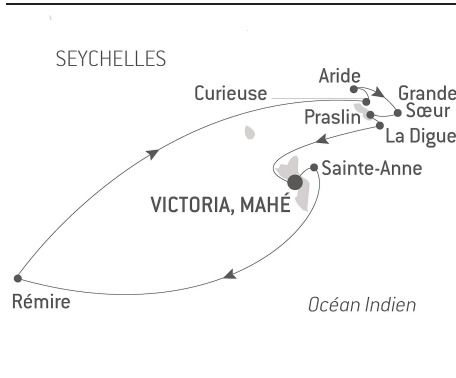 SEYCHELLES
Aride
Curieuse
Grande
Sœur
Praslin
La Digue
Sainte-Anne
VICTORIA, MAHÉ
Rémire
Océan Indien